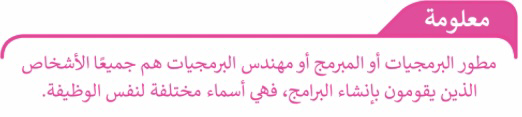 معلومة
مطور البرمجيات أو المبرمج أو مهندس البرمجيات هم جميعًا الأشخاص
الذين يقومون بإنشاء البرامج، فهي أسماء مختلفة لنفس الوظيفة.